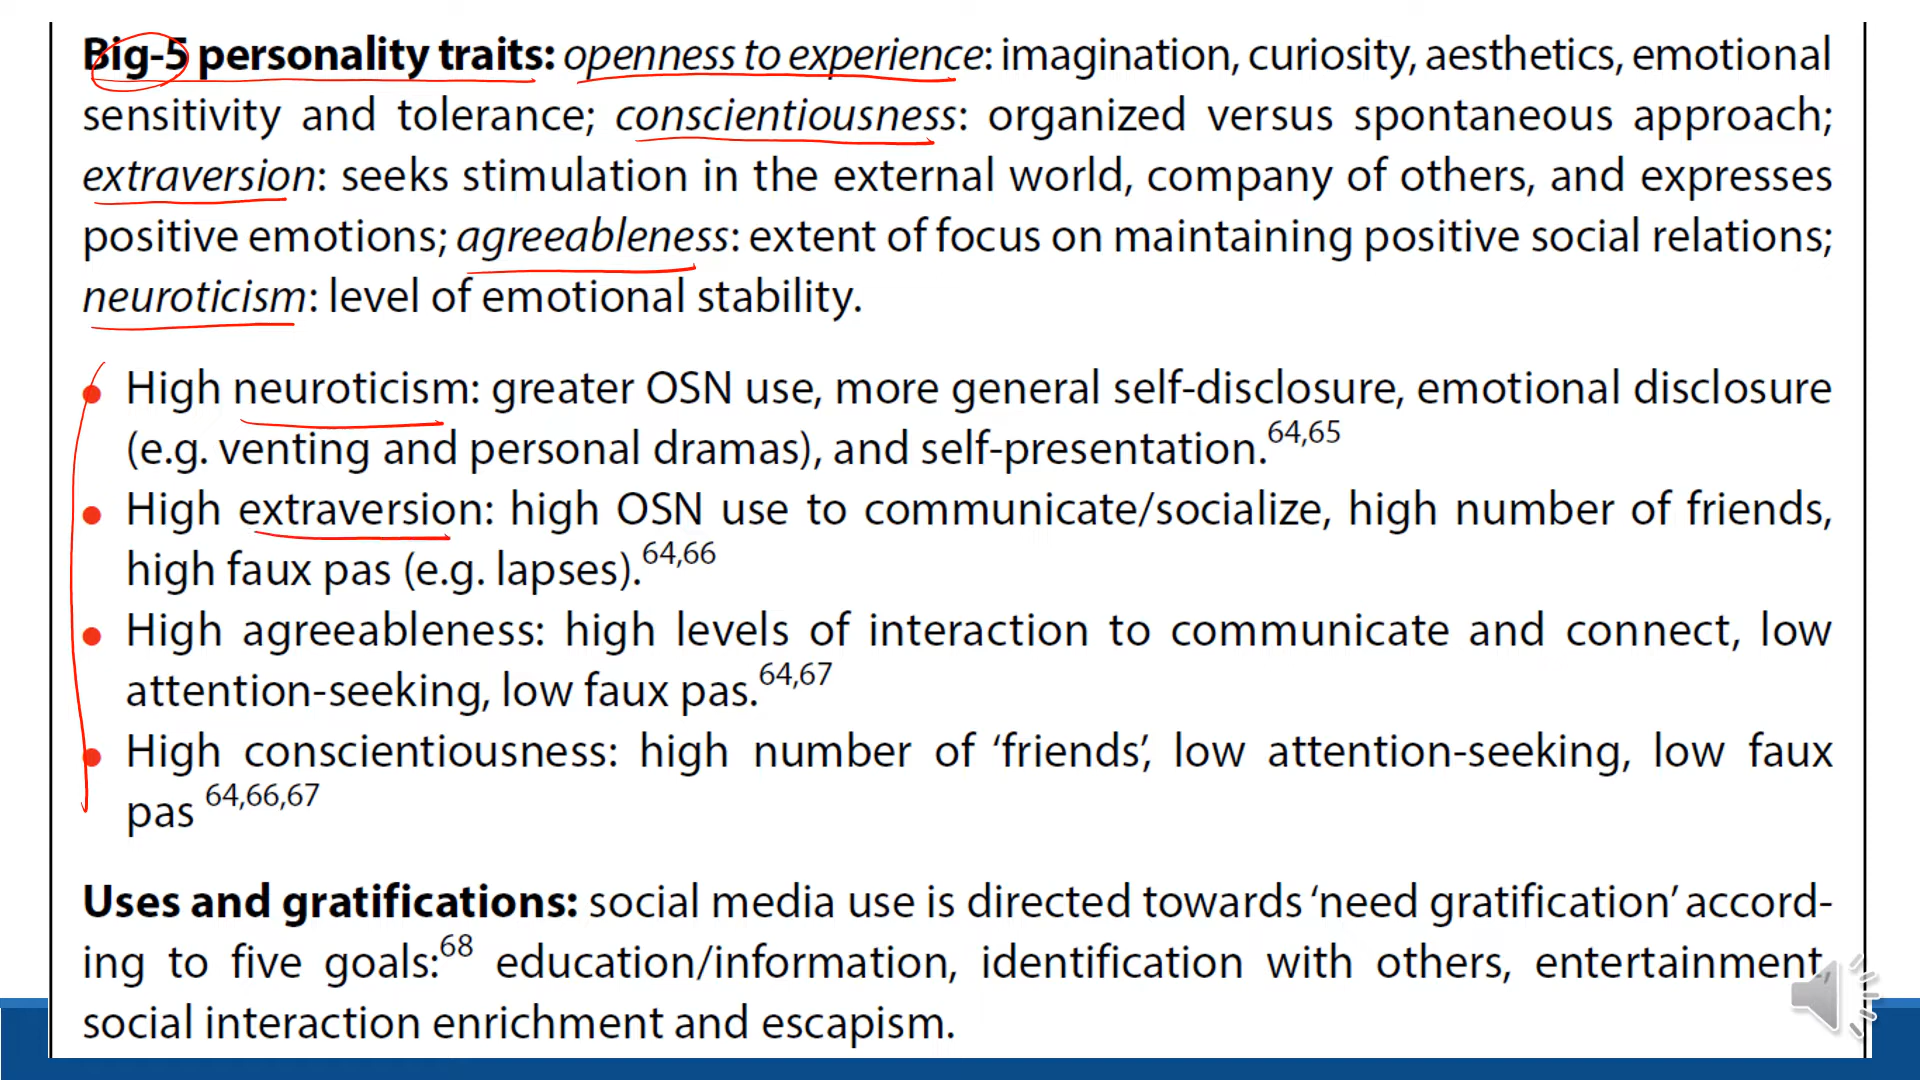 Big-5 personality traits: openness to experience: imagination, curiosity, aesthetics, emotional
sensitivity and tolerance; conscientiousness: organized versus spontaneous approach;
extraversion: seeks stimulation in the external world, company of others, and expresses
positive emotions; agreeableness: extent of focus on maintaining positive social relations;
neuroticism: level of emotional stability.
• High neuroticism: greater OSN use, more general self-disclosure, emotional disclosure
(e.g. venting and personal dramas), and self-presentation.64,65
• High extraversion: high OSN use to communicate/socialize, high number of friends,
high faux pas (e.g. lapses).64,66
• High agreeableness: high levels of interaction to communicate and connect, low
attention-seeking, low faux pas.64,67
• High conscientiousness: high number of ‘friends’, low attention-seeking, low faux
pas 64,66,67
Uses and gratifications: social media use is directed towards ‘need gratification’ accord-
ing to five goals:68 education/information, identification with others, entertainment,
social interaction enrichment and escapism.